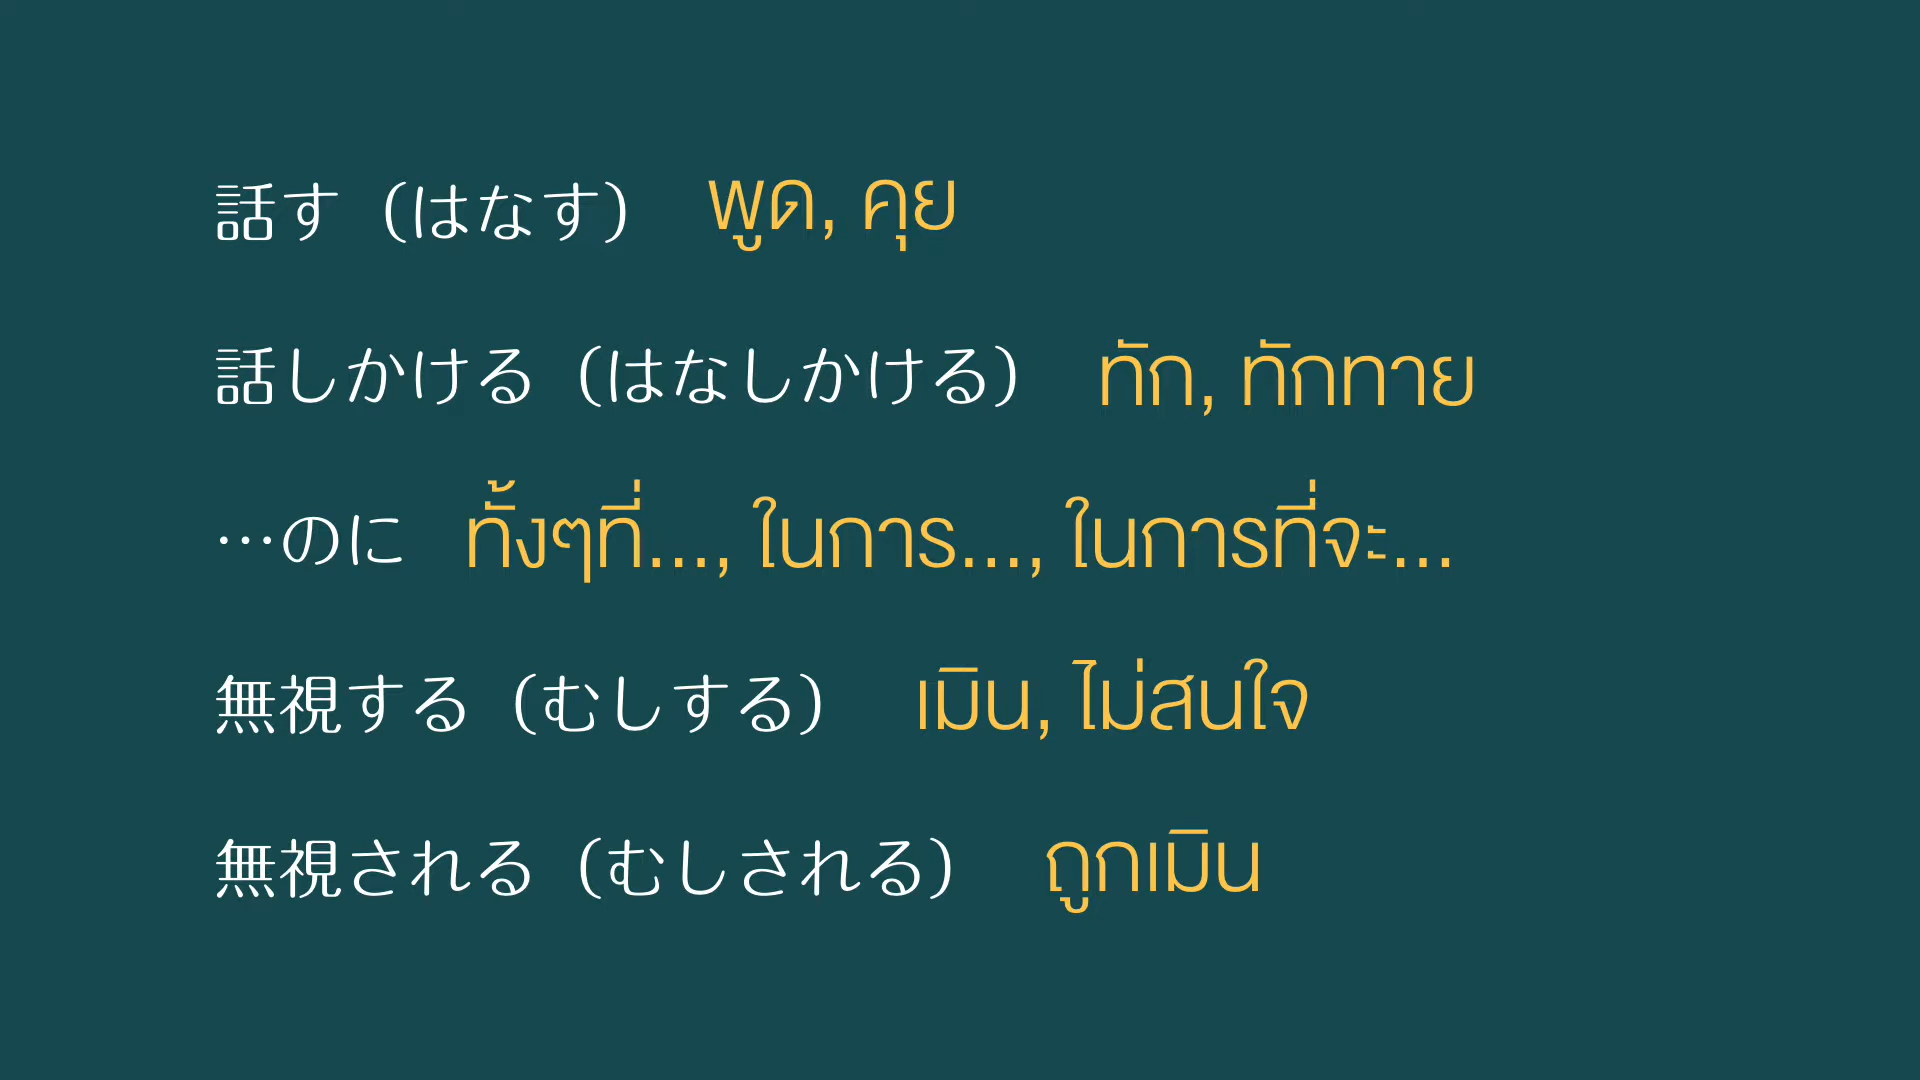 話す（はなす） พูด, คุย
話しかける（はなしかける） ทัก, ทักทาย
…のに ทั้งๆที่..., ในการ..., ในการที่จะ...
無視する（むしする） เมิน, ไม่สนใจ
無視される（むしされる） ถูกเมิน